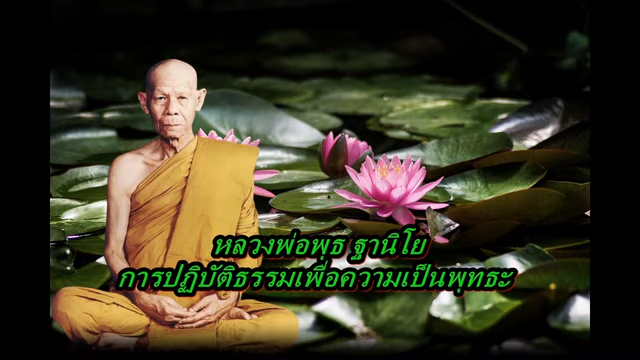 หลวงพ่อพุธ ฐานิโย
การปฏิบัติธรรมเพื่อความเป็นพุทธะ